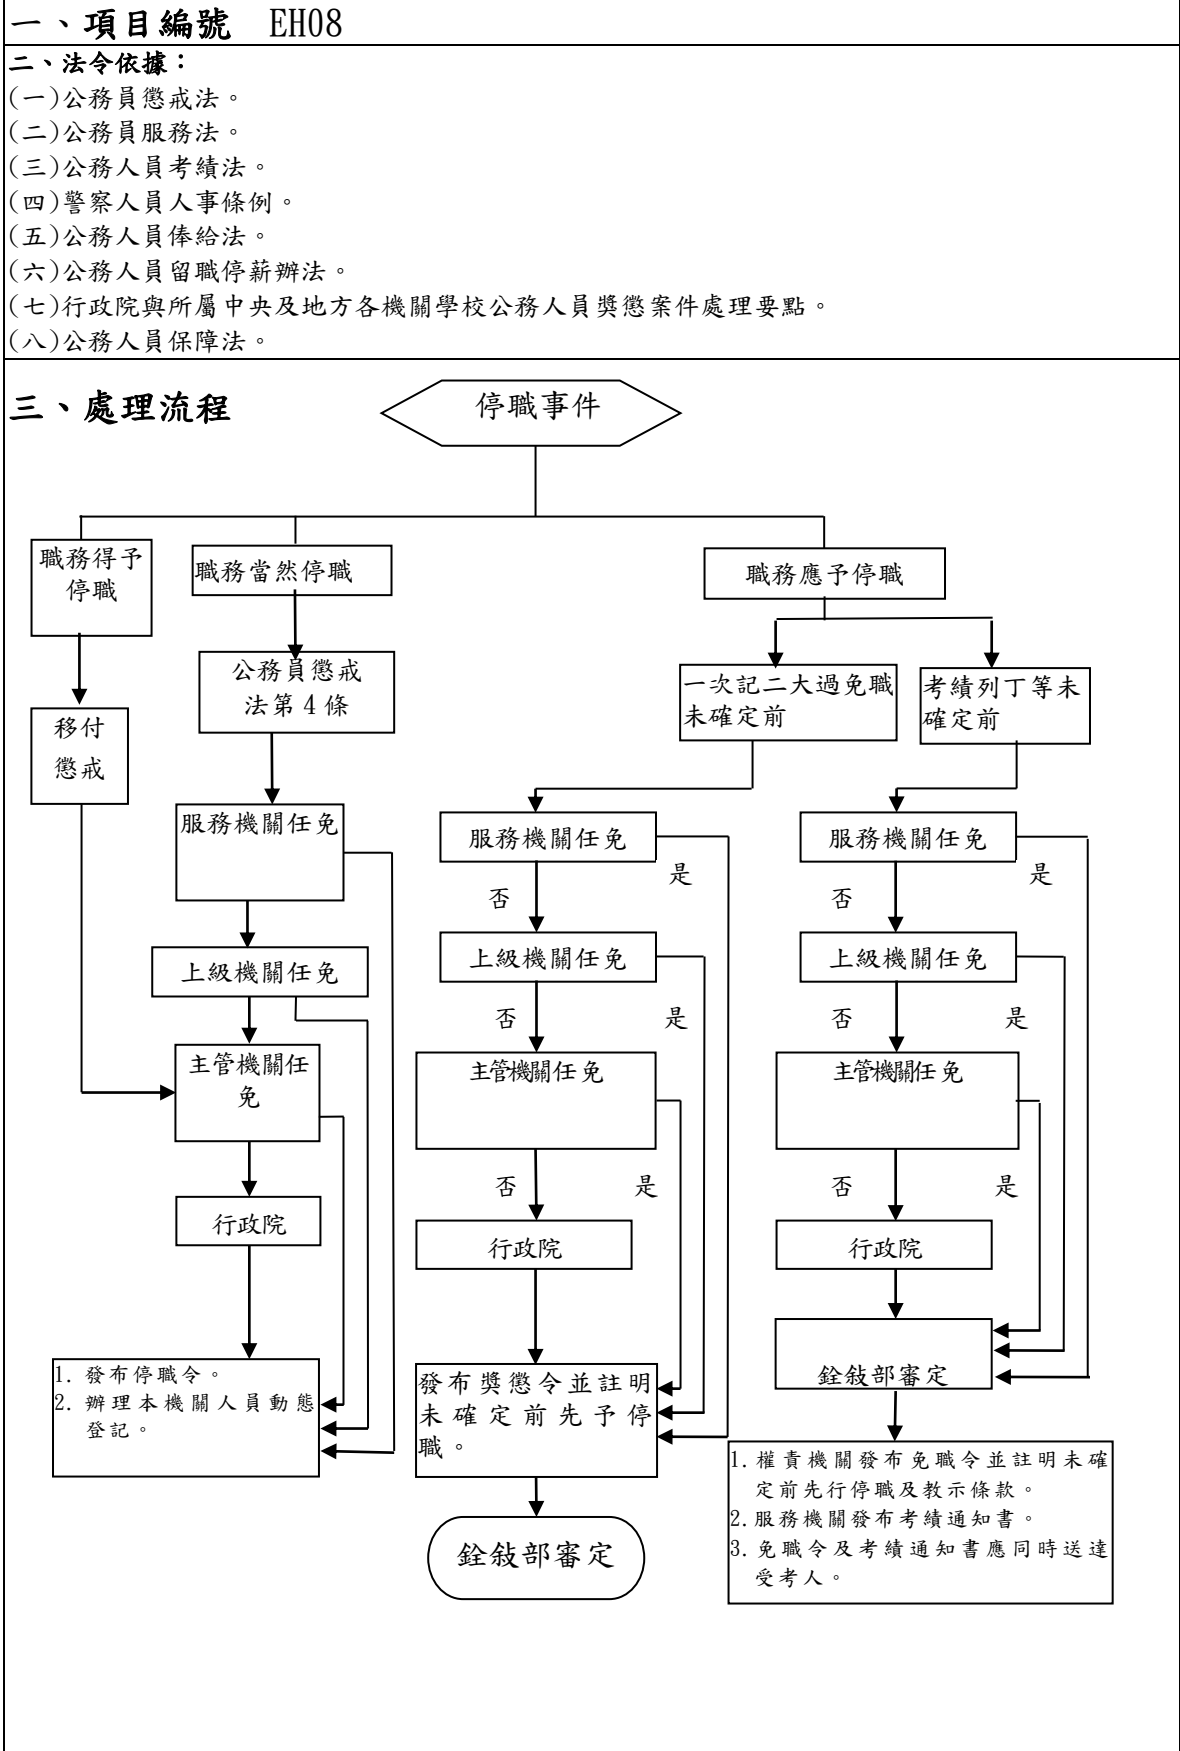 一、項目編號　EH08
二、法令依據：
(一)公務員懲戒法。
(二)公務員服務法。
(三)公務人員考績法。
(四)警察人員人事條例。
(五)公務人員俸給法。
(六)公務人員留職停薪辦法。
(七)行政院與所屬中央及地方各機關學校公務人員獎懲案件處理要點。
(八)公務人員保障法。
三、處理流程
停職事件
職務得予
停職
職務當然停職
職務應予停職
移付
懲戒
公務員懲戒
法第4條
一次記二大過免職
未確定前
考績列丁等未
確定前
服務機關任免
上級機關任免
主管機關任
免
行政院
1. 發布停職令。
2. 辦理本機關人員動態
登記。
服務機關任免
是
否
上級機關任免
否
是
主管機關任免
否
是
行政院
發布獎懲令並註明
未確定前先予停
職。
銓敍部審定
服務機關任免
是
否
上級機關任免
否
是
主管機關任免
否
是
行政院
銓敍部審定
1.權責機關發布免職令並註明未確
定前先行停職及教示條款。
2.服務機關發布考績通知書。
3.免職令及考績通知書應同時送達
受考人。